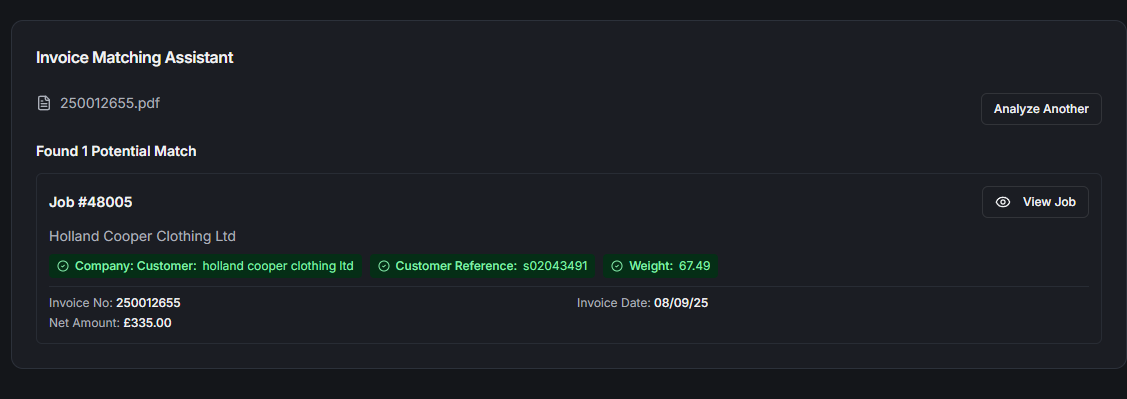 Invoice Matching Assistant
250012655.pdf
Analyze Another
Found 1 Potential Match
Job #48005
View Job
Holland Cooper Clothing Ltd
Company: Customer: holland cooper clothing ltd Customer Reference: s02043491 Weight: 67.49
Invoice No: 250012655 Invoice Date: 08/09/25
Net Amount: £335.00